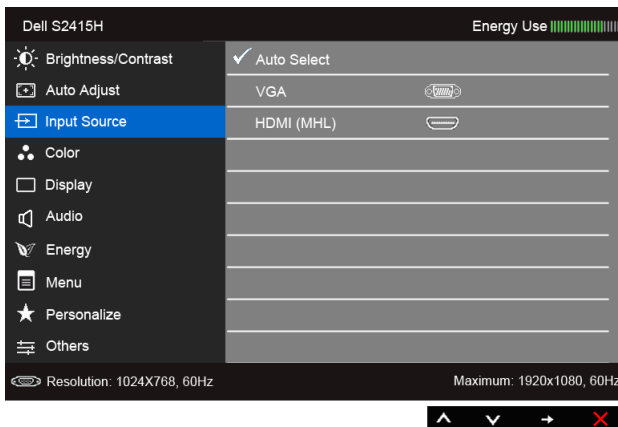 Dell S2415H Energy Use
Brightness/Contrast Auto Select
Auto Adjust VGA
Input Source HDMI (MHL)
Color
Display
Audio
Energy
Menu
Personalize
Others
Resolution: 1024X768, 60Hz Maximum: 1920x1080, 60Hz